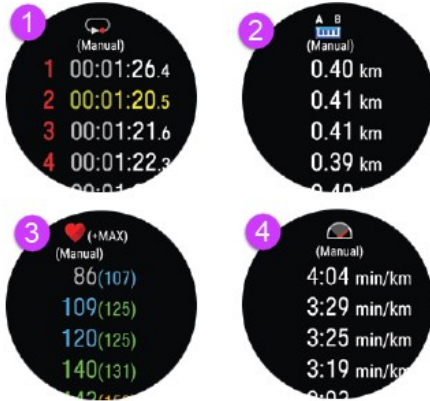 1
(Manual)
1 00:01:26.4
2 00:01:20.5
3 00:01:21.6
4 00:01:22.3
2
A B
(Manual)
0.40 km
0.41 km
0.41 km
0.39 km
3
(+MAX)
(Manual)
86(107)
109(125)
120(125)
140(131)
4
(Manual)
4:04 min/km
3:29 min/km
3:25 min/km
3:19 min/km